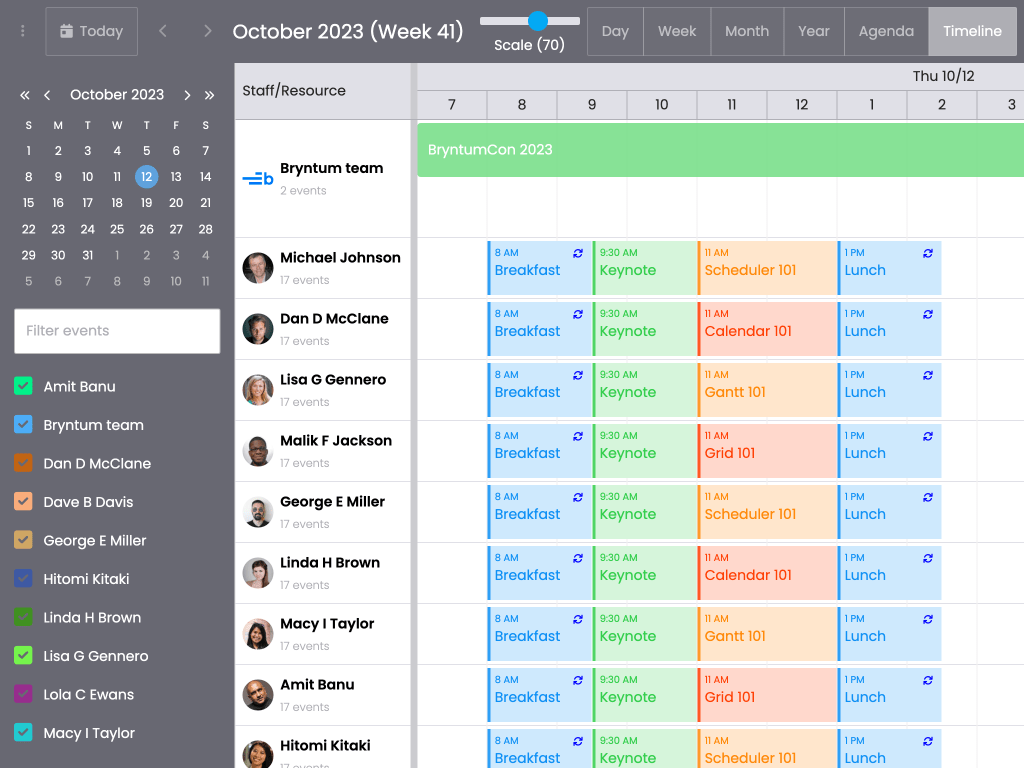 Today
October 2023 (Week 41)
Scale (70)
Day
Week
Month
Year
Agenda
Timeline
October 2023
S M T W T F S
1 2 3 4 5 6 7
8 9 10 11 12 13 14
15 16 17 18 19 20 21
22 23 24 25 26 27 28
29 30 31 1 2 3 4
5 6 7 8 9 10 11
Filter events
Amit Banu
Bryntum team
Dan D McClane
Dave B Davis
George E Miller
Hitomi Kitaki
Linda H Brown
Lisa G Gennero
Lola C Ewans
Macy I Taylor
Staff/Resource
Thu 10/12
7 8 9 10 11 12 1 2 3
Bryntum team
2 events
BryntumCon 2023
Michael Johnson
17 events
8 AM
Breakfast
9:30 AM
Keynote
11 AM
Scheduler 101
1 PM
Lunch
Dan D McClane
17 events
8 AM
Breakfast
9:30 AM
Keynote
11 AM
Calendar 101
1 PM
Lunch
Lisa G Gennero
17 events
8 AM
Breakfast
9:30 AM
Keynote
11 AM
Gantt 101
1 PM
Lunch
Malik F Jackson
17 events
8 AM
Breakfast
9:30 AM
Keynote
11 AM
Grid 101
1 PM
Lunch
George E Miller
17 events
8 AM
Breakfast
9:30 AM
Keynote
11 AM
Scheduler 101
1 PM
Lunch
Linda H Brown
17 events
8 AM
Breakfast
9:30 AM
Keynote
11 AM
Calendar 101
1 PM
Lunch
Macy I Taylor
17 events
8 AM
Breakfast
9:30 AM
Keynote
11 AM
Gantt 101
1 PM
Lunch
Amit Banu
17 events
8 AM
Breakfast
9:30 AM
Keynote
11 AM
Grid 101
1 PM
Lunch
Hitomi Kitaki
17 events
8 AM
Breakfast
9:30 AM
Keynote
11 AM
Scheduler 101
1 PM
Lunch